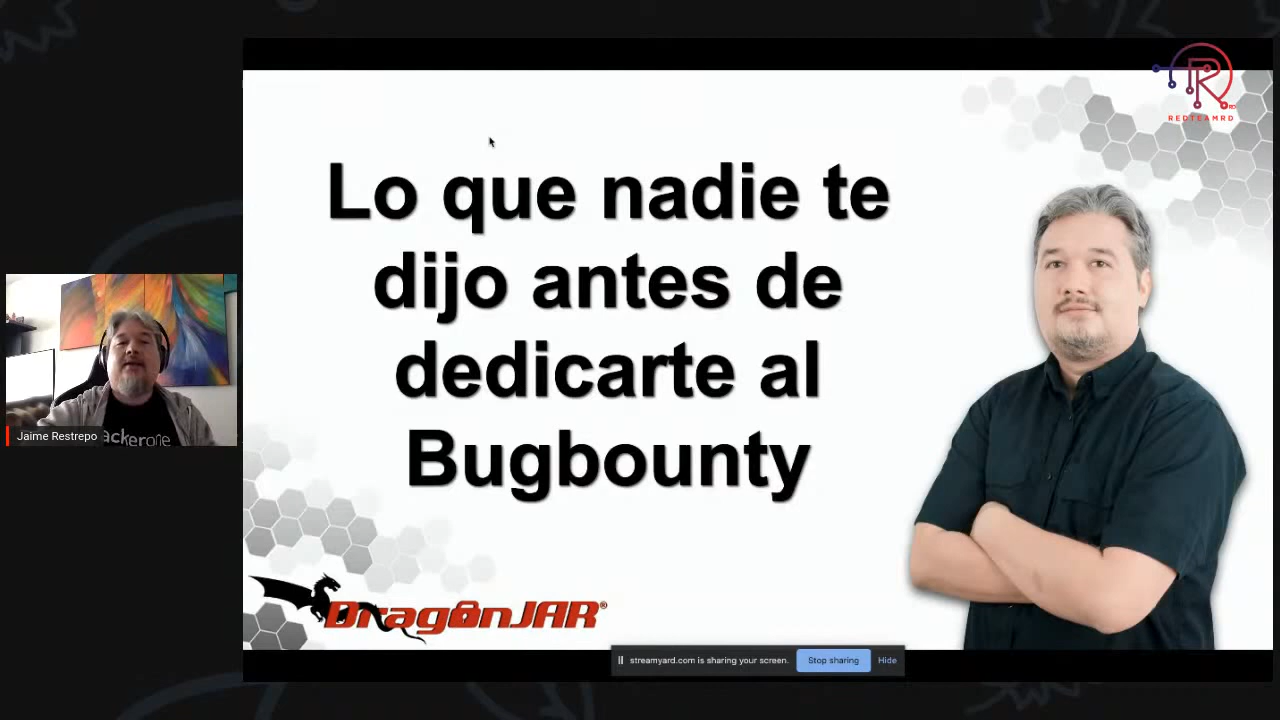 REDTEAMRD
Lo que nadie te
dijo antes de
dedicarte al
Bugbounty
ackerone
Jaime Restrepo
DragonJAR®
streamyard.com is sharing your screen.
Stop sharing
Hide